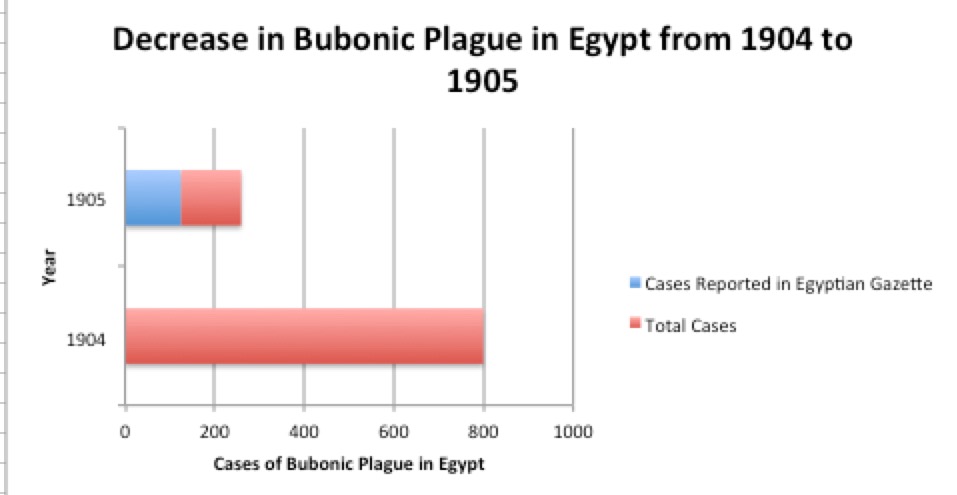 Decrease in Bubonic Plague in Egypt from 1904 to
1905
1905
Year
1904
Cases Reported in Egyptian Gazette
Total Cases
0 200 400 600 800 1000
Cases of Bubonic Plague in Egypt